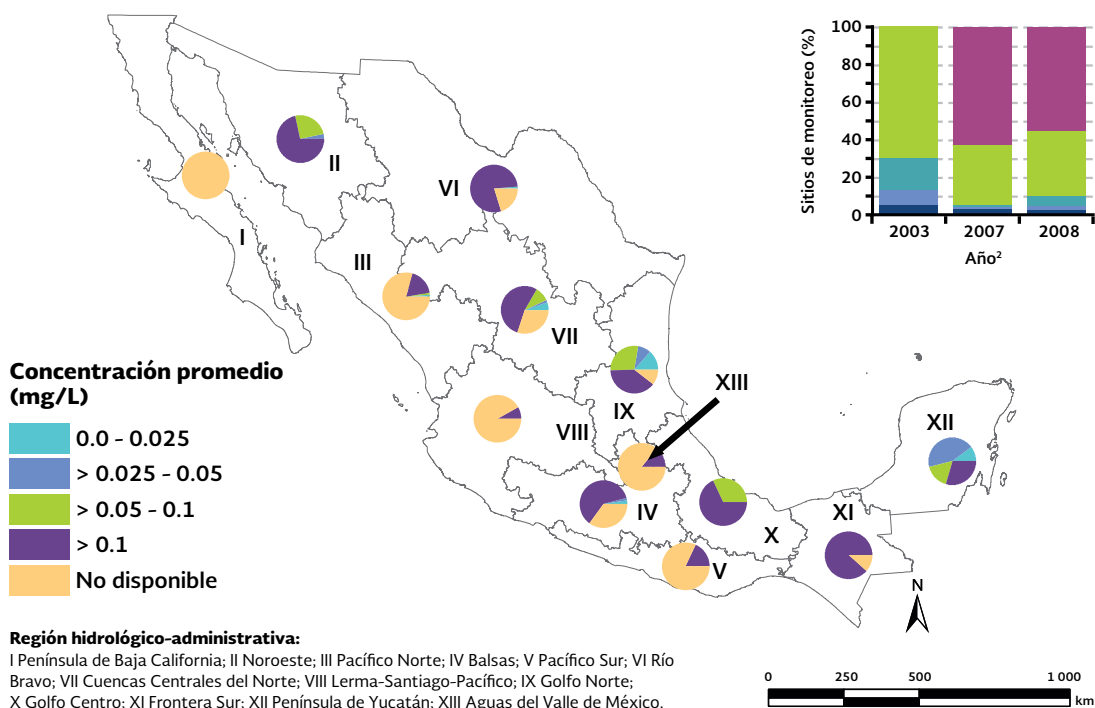 100
80
60
40
20
0
Sitios de monitoreo (%)
2003
2007
2008
Año²
I
II
III
IV
V
VI
VII
VIII
IX
X
XI
XII
XIII
Concentración promedio
(mg/L)
0.0 - 0.025
> 0.025 - 0.05
> 0.05 - 0.1
> 0.1
No disponible
N
Región hidrológico-administrativa:
I Península de Baja California; II Noroeste; III Pacífico Norte; IV Balsas; V Pacífico Sur; VI Río
Bravo; VII Cuencas Centrales del Norte; VIII Lerma-Santiago-Pacífico; IX Golfo Norte;
X Golfo Centro; XI Frontera Sur; XII Península de Yucatán; XIII Aguas del Valle de México.
0 250 500 1 000
km